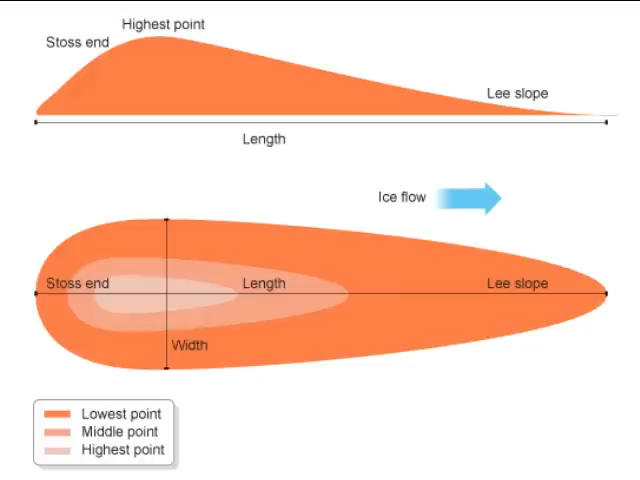 Highest point
Stoss end
Lee slope
Length
Ice flow
Stoss end
Length
Lee slope
Width
Lowest point
Middle point
Highest point